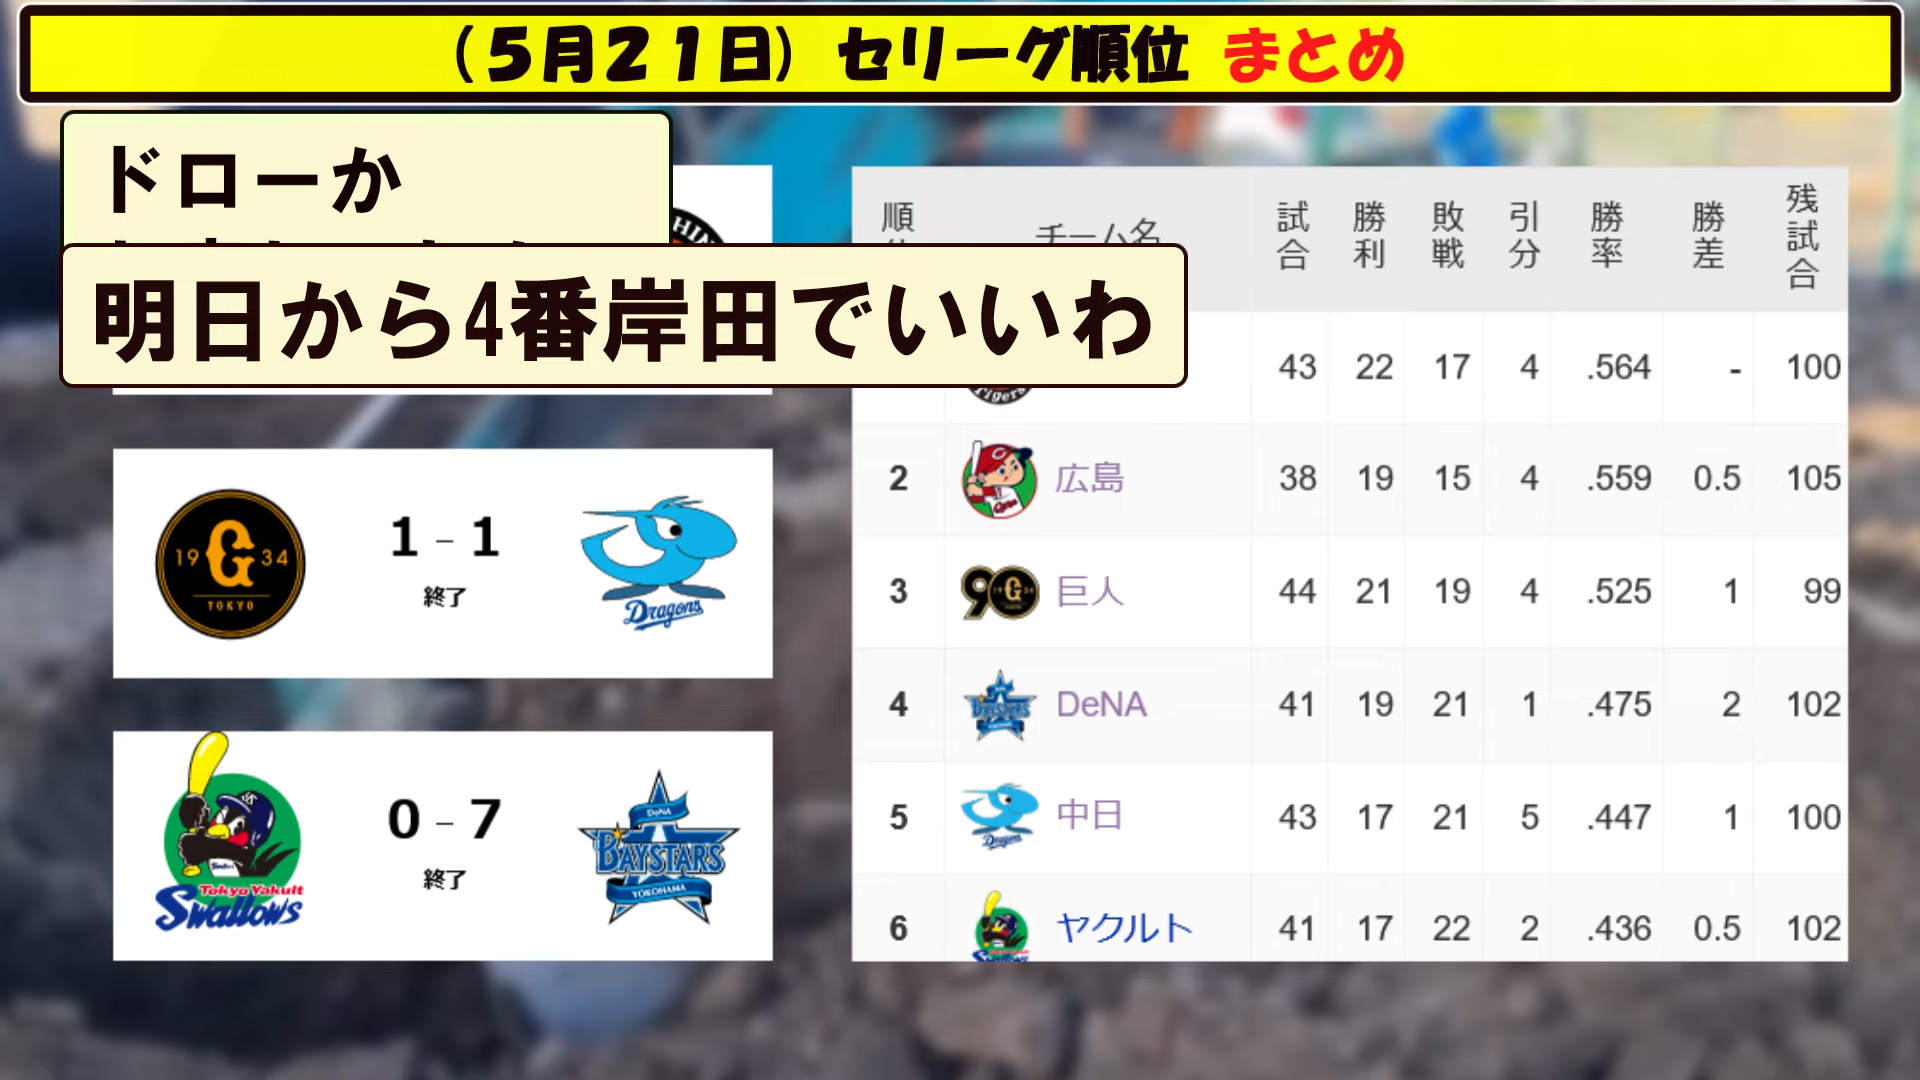 （5月21日）セリーグ順位 まとめ
ドローか
明日から4番岸田でいいわ
1 - 1
終了
1934
G
TOKYO
Dragons
0 - 7
終了
Tokyo Yakult
Swallows
DeNA
BAYSTARS
YOKOHAMA
順 チーム名 試合 勝利 敗戦 引分 勝率 勝差 残試合
Tigers 43 22 17 4 .564 - 100
2 広島 38 19 15 4 .559 0.5 105
3 巨人 44 21 19 4 .525 1 99
4 DeNA 41 19 21 1 .475 2 102
5 中日 43 17 21 5 .447 1 100
6 ヤクルト 41 17 22 2 .436 0.5 102